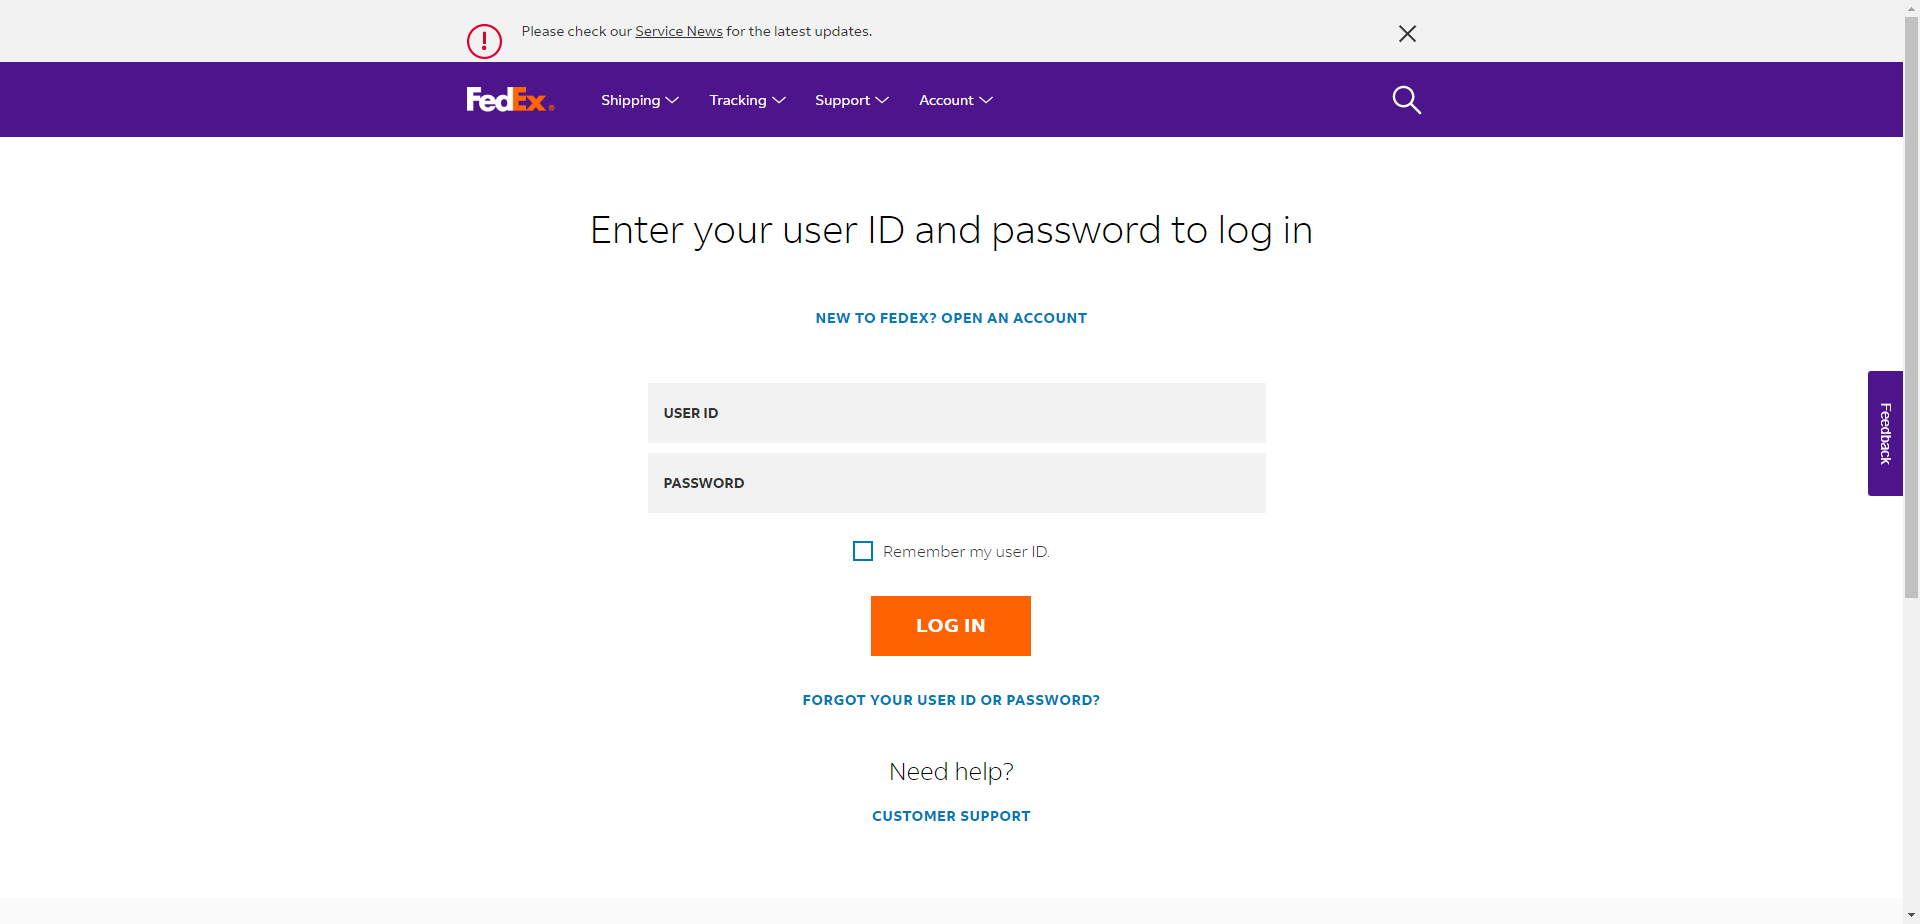 Please check our Service News for the latest updates.
FedEx®
Shipping
Tracking
Support
Account
Enter your user ID and password to log in
NEW TO FEDEX? OPEN AN ACCOUNT
USER ID
PASSWORD
Remember my user ID.
LOG IN
FORGOT YOUR USER ID OR PASSWORD?
Need help?
CUSTOMER SUPPORT
Feedback